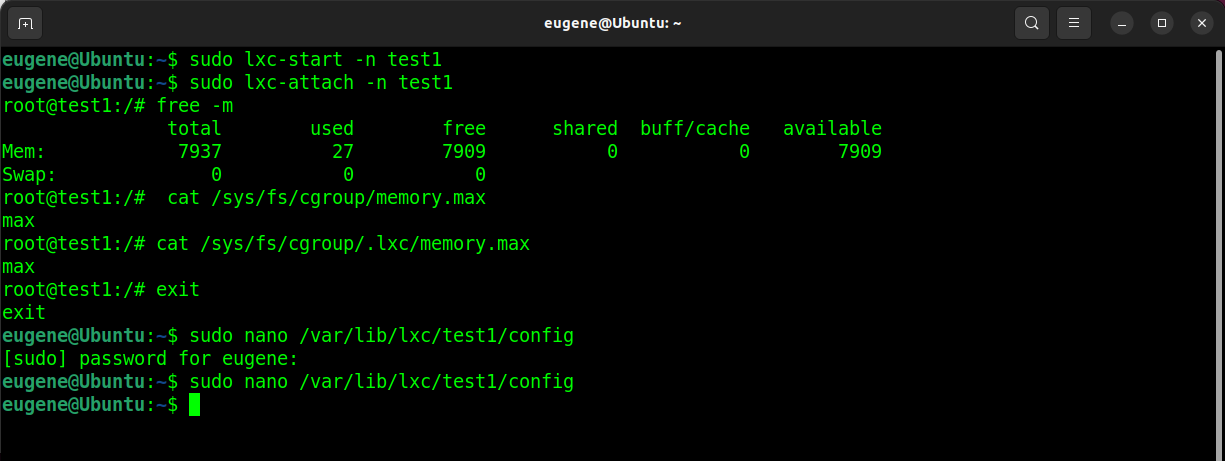 eugene@Ubuntu: ~
eugene@Ubuntu:~$ sudo lxc-start -n test1
eugene@Ubuntu:~$ sudo lxc-attach -n test1
root@test1:/# free -m
               total        used        free      shared  buff/cache   available
Mem:            7937          27        7909           0           0        7909
Swap:              0           0           0
root@test1:/#  cat /sys/fs/cgroup/memory.max
max
root@test1:/# cat /sys/fs/cgroup/.lxc/memory.max
max
root@test1:/# exit
exit
eugene@Ubuntu:~$ sudo nano /var/lib/lxc/test1/config
[sudo] password for eugene:
eugene@Ubuntu:~$ sudo nano /var/lib/lxc/test1/config
eugene@Ubuntu:~$